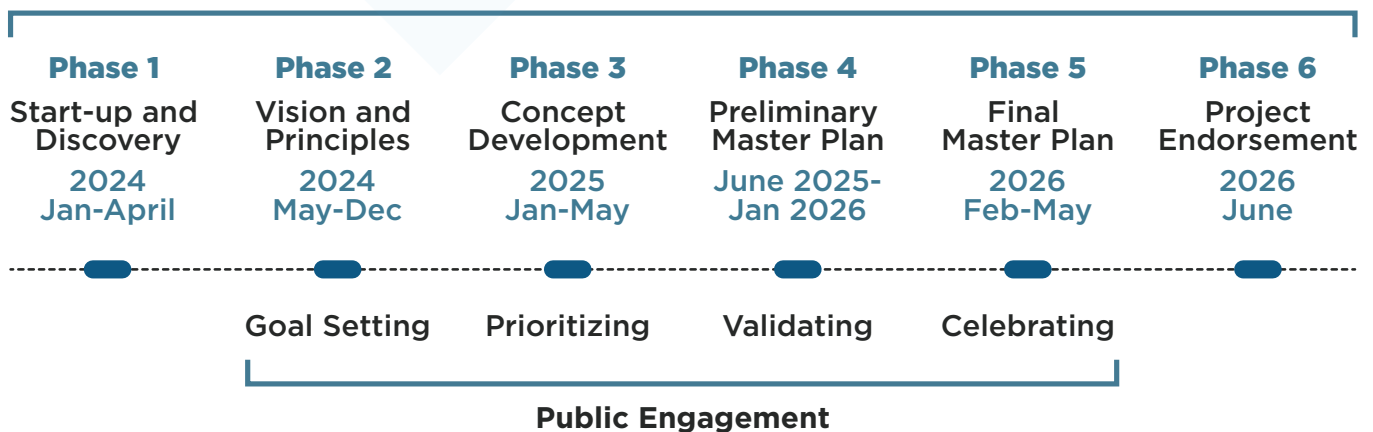 Phase 1
Start-up and
Discovery
2024
Jan-April
Phase 2
Vision and
Principles
2024
May-Dec
Phase 3
Concept
Development
2025
Jan-May
Phase 4
Preliminary
Master Plan
June 2025-
Jan 2026
Phase 5
Final
Master Plan
2026
Feb-May
Phase 6
Project
Endorsement
2026
June
Goal Setting
Prioritizing
Validating
Celebrating
Public Engagement